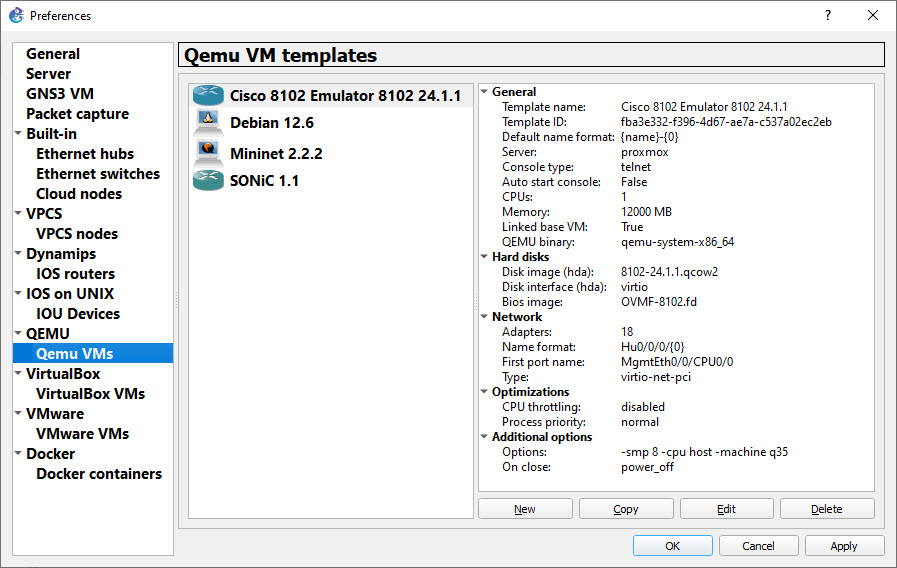 Preferences
?
General
Server
GNS3 VM
Packet capture
Built-in
Ethernet hubs
Ethernet switches
Cloud nodes
VPCS
VPCS nodes
Dynamips
IOS routers
IOS on UNIX
IOU Devices
QEMU
Qemu VMs
VirtualBox
VirtualBox VMs
VMware
VMware VMs
Docker
Docker containers
Qemu VM templates
Cisco 8102 Emulator 8102 24.1.1
Debian 12.6
Mininet 2.2.2
SONiC 1.1
General
Template name: Cisco 8102 Emulator 8102 24.1.1
Template ID: fba3e332-f396-4d67-ae7a-c537a02ec2eb
Default name format: {name}-{0}
Server: proxmox
Console type: telnet
Auto start console: False
CPUs: 1
Memory: 12000 MB
Linked base VM: True
QEMU binary: qemu-system-x86_64
Hard disks
Disk image (hda): 8102-24.1.1.qcow2
Disk interface (hda): virtio
Bios image: OVMF-8102.fd
Network
Adapters: 18
Name format: Hu0/0/0/{0}
First port name: MgmtEth0/0/CPU0/0
Type: virtio-net-pci
Optimizations
CPU throttling: disabled
Process priority: normal
Additional options
Options: -smp 8 -cpu host -machine q35
On close: power_off
New Copy Edit Delete
OK Cancel Apply